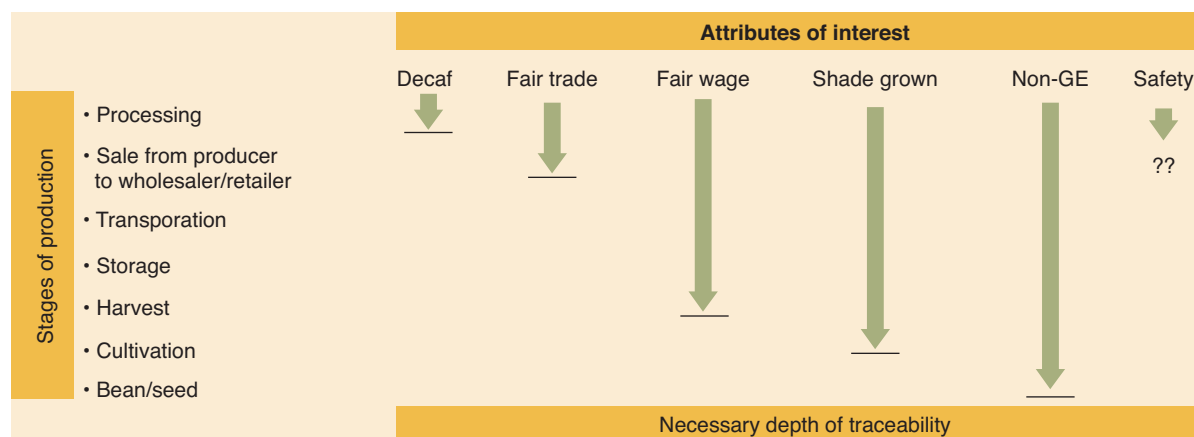 Attributes of interest
Decaf Fair trade Fair wage Shade grown Non-GE Safety
Stages of production
• Processing
• Sale from producer
to wholesaler/retailer
??
• Transporation
• Storage
• Harvest
• Cultivation
• Bean/seed
Necessary depth of traceability